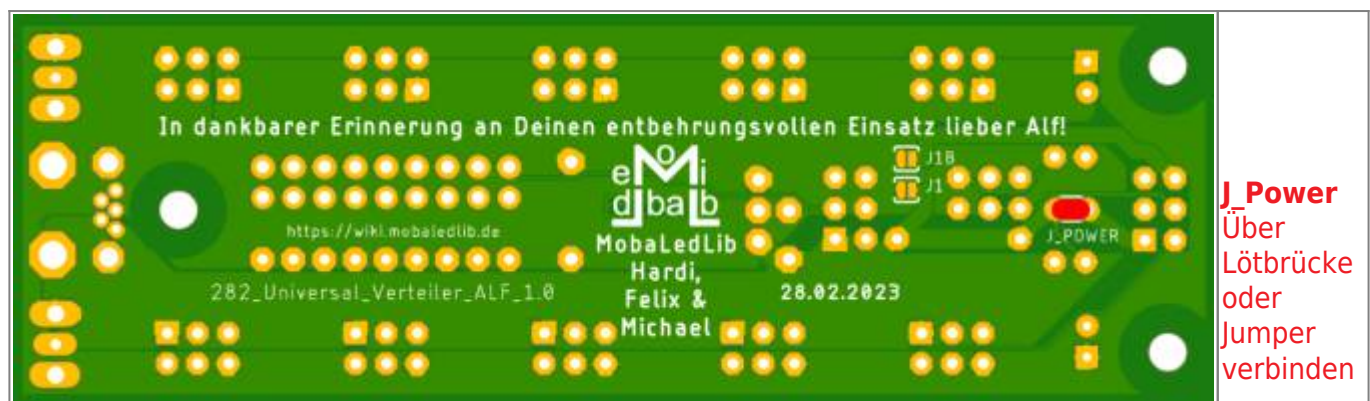 In dankbarer Erinnerung an Deinen entbehrungsvollen Einsatz lieber Alf!
J1B
J1
https://wiki.mobaledlib.de
J_POWER
MobaLedLib
Hardi,
Felix &
Michael
282_Universal_Verteiler_ALF_1.0
28.02.2023
J_Power
Über
Lötbrücke
oder
Jumper
verbinden